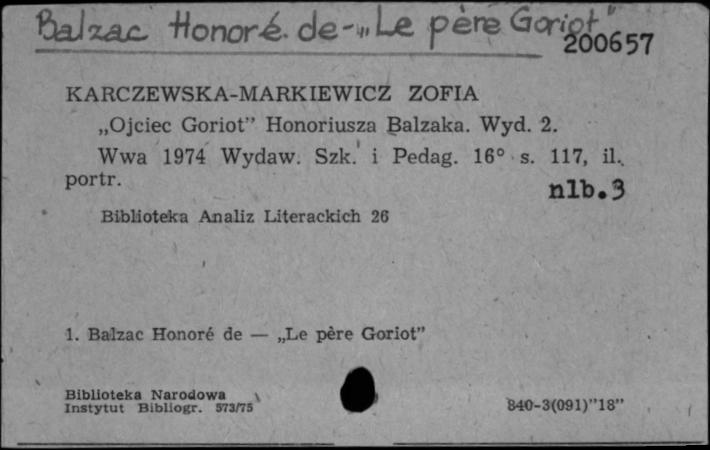 Balzac Honoré de - „Le père Goriot"
200657
KARCZEWSKA-MARKIEWICZ ZOFIA
„Ojciec Goriot” Honoriusza Balzaka. Wyd. 2.
Wwa 1974 Wydaw. Szk. i Pedag. 16° s. 117, il.,
portr.
nlb.3
Biblioteka Analiz Literackich 26
1. Balzac Honoré de — „Le père Goriot”
Biblioteka Narodowa
Instytut Bibliogr. 573/75
840-3(091)"18"